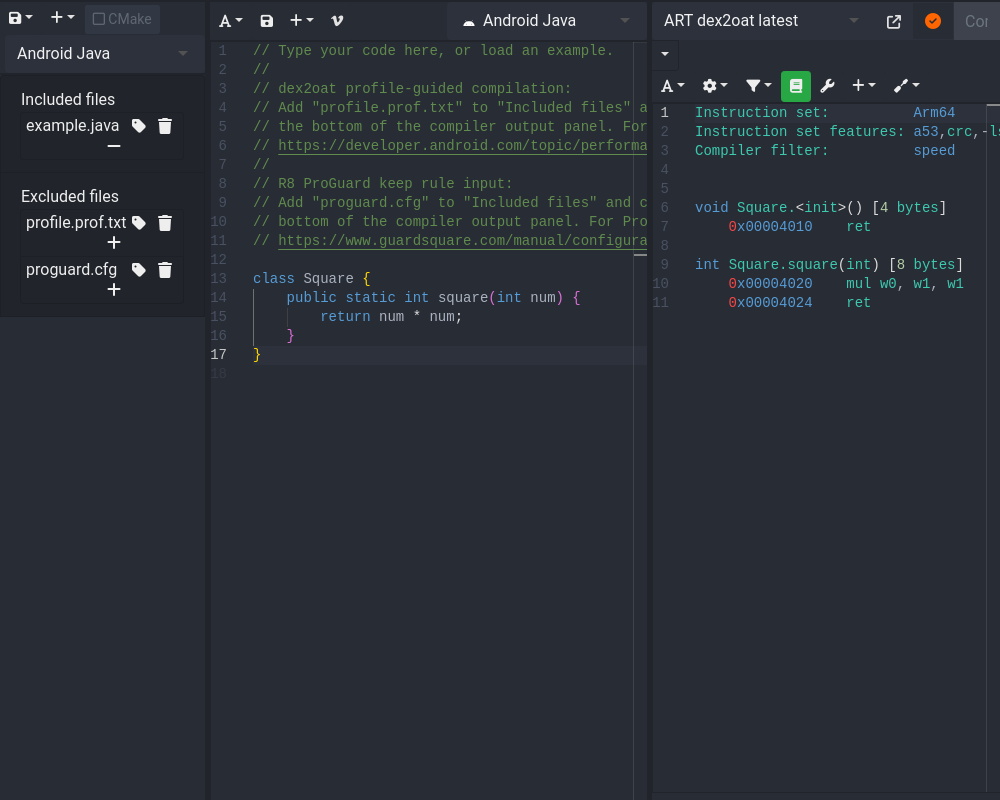 CMake
Android Java
Included files
example.java
Excluded files
profile.prof.txt
proguard.cfg
A
Android Java
1 // Type your code here, or load an example.
2 //
3 // dex2oat profile-guided compilation:
4 // Add "profile.prof.txt" to "Included files" a
5 // the bottom of the compiler output panel. For
6 // https://developer.android.com/topic/performa
7 //
8 // R8 ProGuard keep rule input:
9 // Add "proguard.cfg" to "Included files" and c
10 // bottom of the compiler output panel. For Pro
11 // https://www.guardsquare.com/manual/configura
12
13 class Square {
14 public static int square(int num) {
15 return num * num;
16 }
17 }
18
ART dex2oat latest
Cor
A
1 Instruction set: Arm64
2 Instruction set features: a53,crc,-ls
3 Compiler filter: speed
4
5
6 void Square.<init>() [4 bytes]
7 0x00004010 ret
8
9 int Square.square(int) [8 bytes]
10 0x00004020 mul w0, w1, w1
11 0x00004024 ret